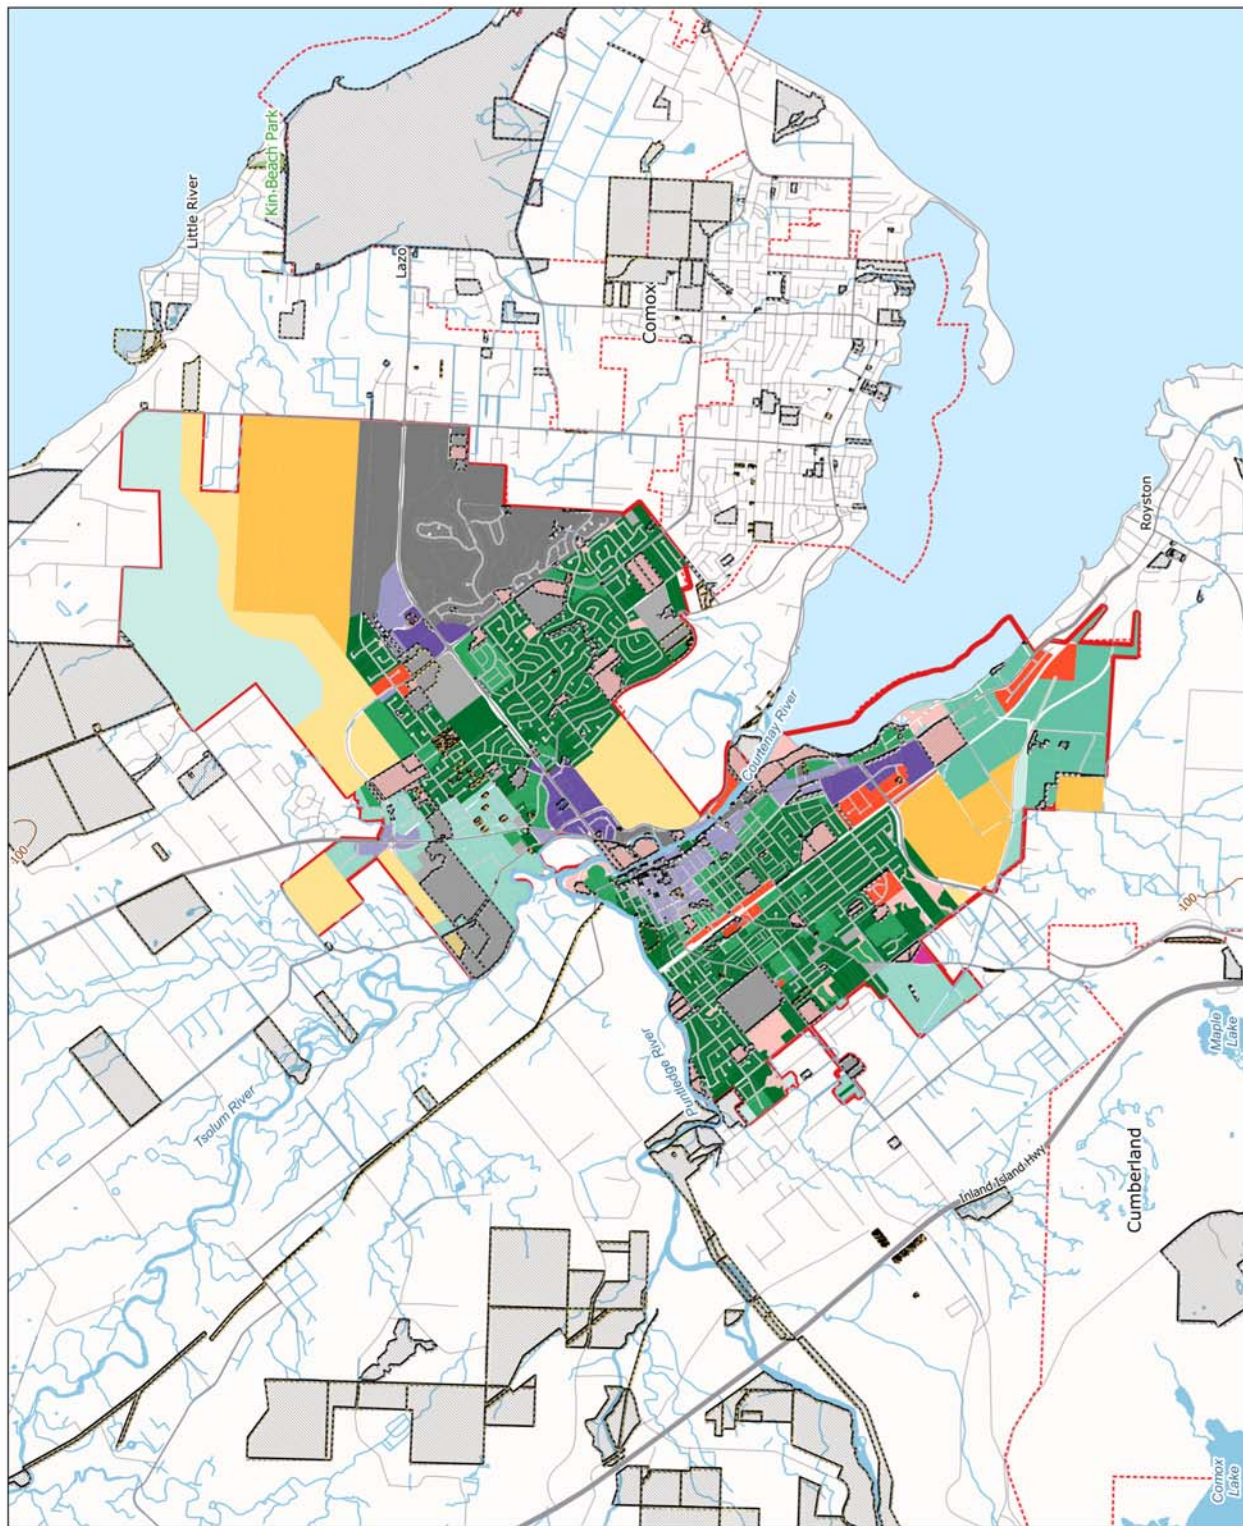 Kin Beach Park
Little River
Lazo
Comox
Royston
Courtenay River
100
100
Puntledge River
Tsolum River
Maple
Lake
Inland Island Hwy
Cumberland
Comox
Lake